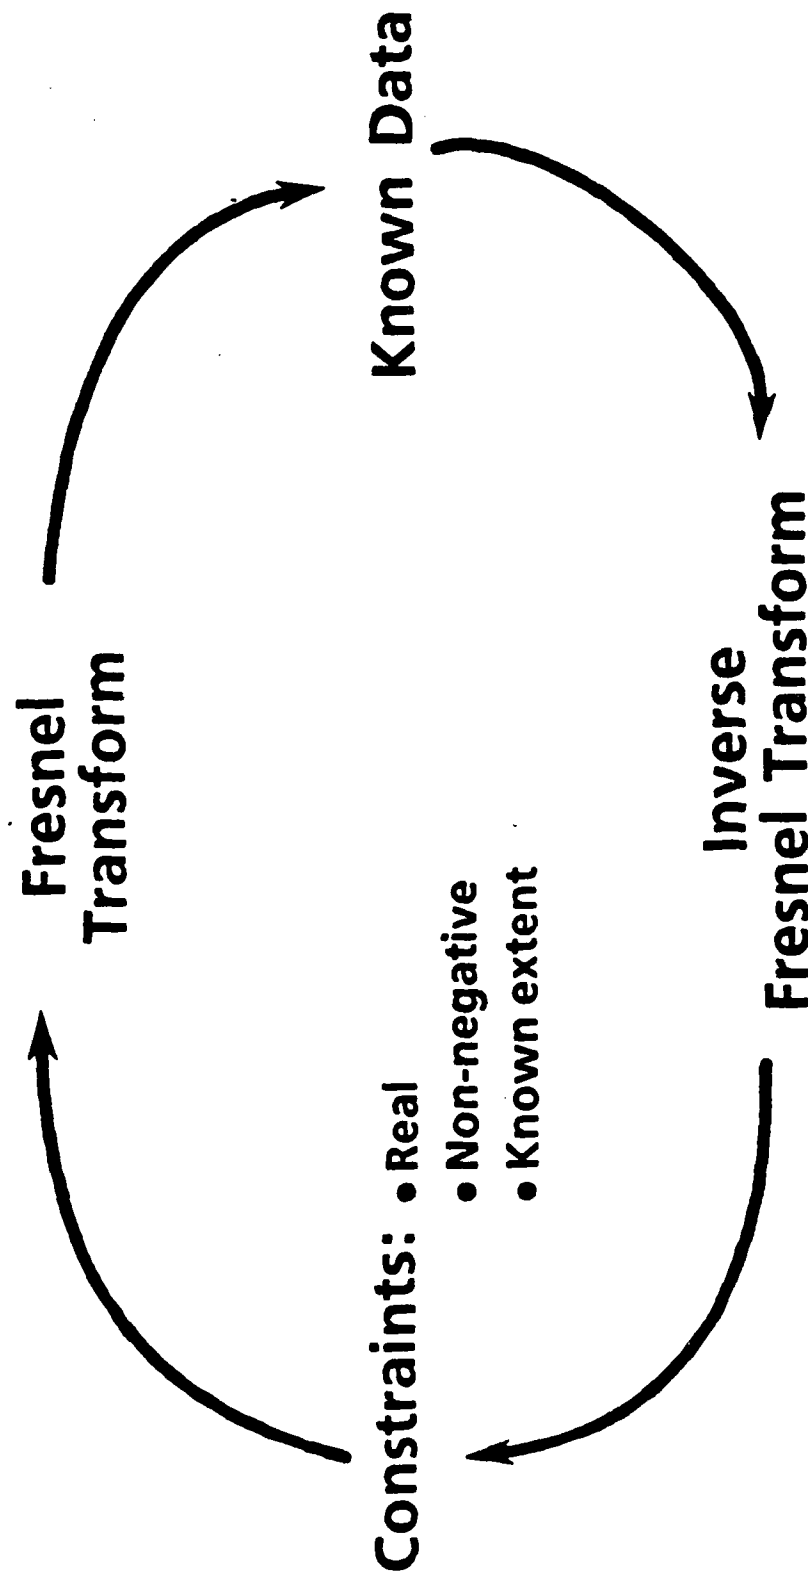 Fresnel
Transform
Known Data
Constraints: • Real
• Non-negative
• Known extent
Inverse
Fresnel Transform